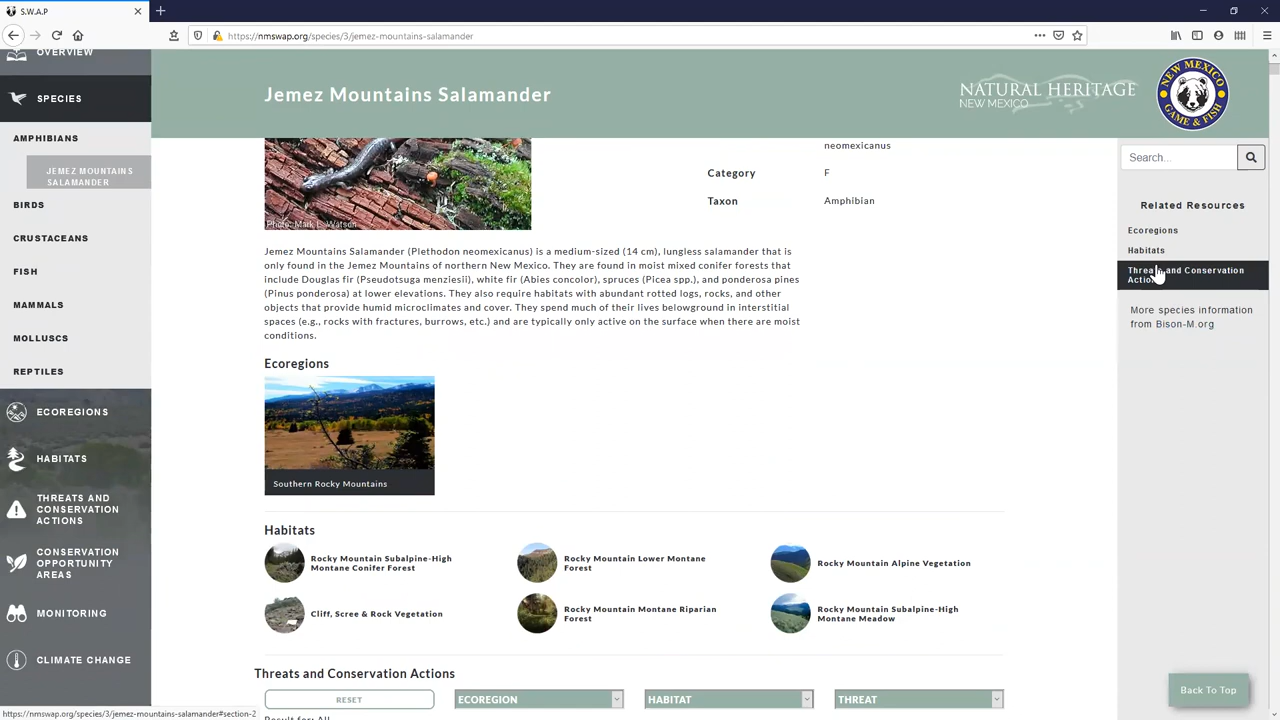 S.W.A.P
https://nmswap.org/species/3/jemez-mountains-salamander
OVERVIEW
SPECIES
AMPHIBIANS
JEMEZ MOUNTAINS
SALAMANDER
BIRDS
CRUSTACEANS
FISH
MAMMALS
MOLLUSCS
REPTILES
ECOREGIONS
HABITATS
THREATS AND
CONSERVATION
ACTIONS
CONSERVATION
OPPORTUNITY
AREAS
MONITORING
CLIMATE CHANGE
https://nmswap.org/species/3/jemez-mountains-salamander#section-2
Jemez Mountains Salamander
NATURAL HERITAGE
NEW MEXICO
NEW MEXICO
GAME & FISH
Photo: Mark L. Watson
neomexicanus
Category F
Taxon Amphibian
Jemez Mountains Salamander (Plethodon neomexicanus) is a medium-sized (14 cm), lungless salamander that is
only found in the Jemez Mountains of northern New Mexico. They are found in moist mixed conifer forests that
include Douglas fir (Pseudotsuga menziesii), white fir (Abies concolor), spruces (Picea spp.), and ponderosa pines
(Pinus ponderosa) at lower elevations. They also require habitats with abundant rotted logs, rocks, and other
objects that provide humid microclimates and cover. They spend much of their lives belowground in interstitial
spaces (e.g., rocks with fractures, burrows, etc.) and are typically only active on the surface when there are moist
conditions.
Ecoregions
Southern Rocky Mountains
Habitats
Rocky Mountain Subalpine-High
Montane Conifer Forest
Rocky Mountain Lower Montane
Forest
Rocky Mountain Alpine Vegetation
Cliff, Scree & Rock Vegetation
Rocky Mountain Montane Riparian
Forest
Rocky Mountain Subalpine-High
Montane Meadow
Threats and Conservation Actions
RESET ECOREGION HABITAT THREAT
Result for: All
Search...
Related Resources
Ecoregions
Habitats
Threats and Conservation
Actions
More species information
from Bison-M.org
Back To Top